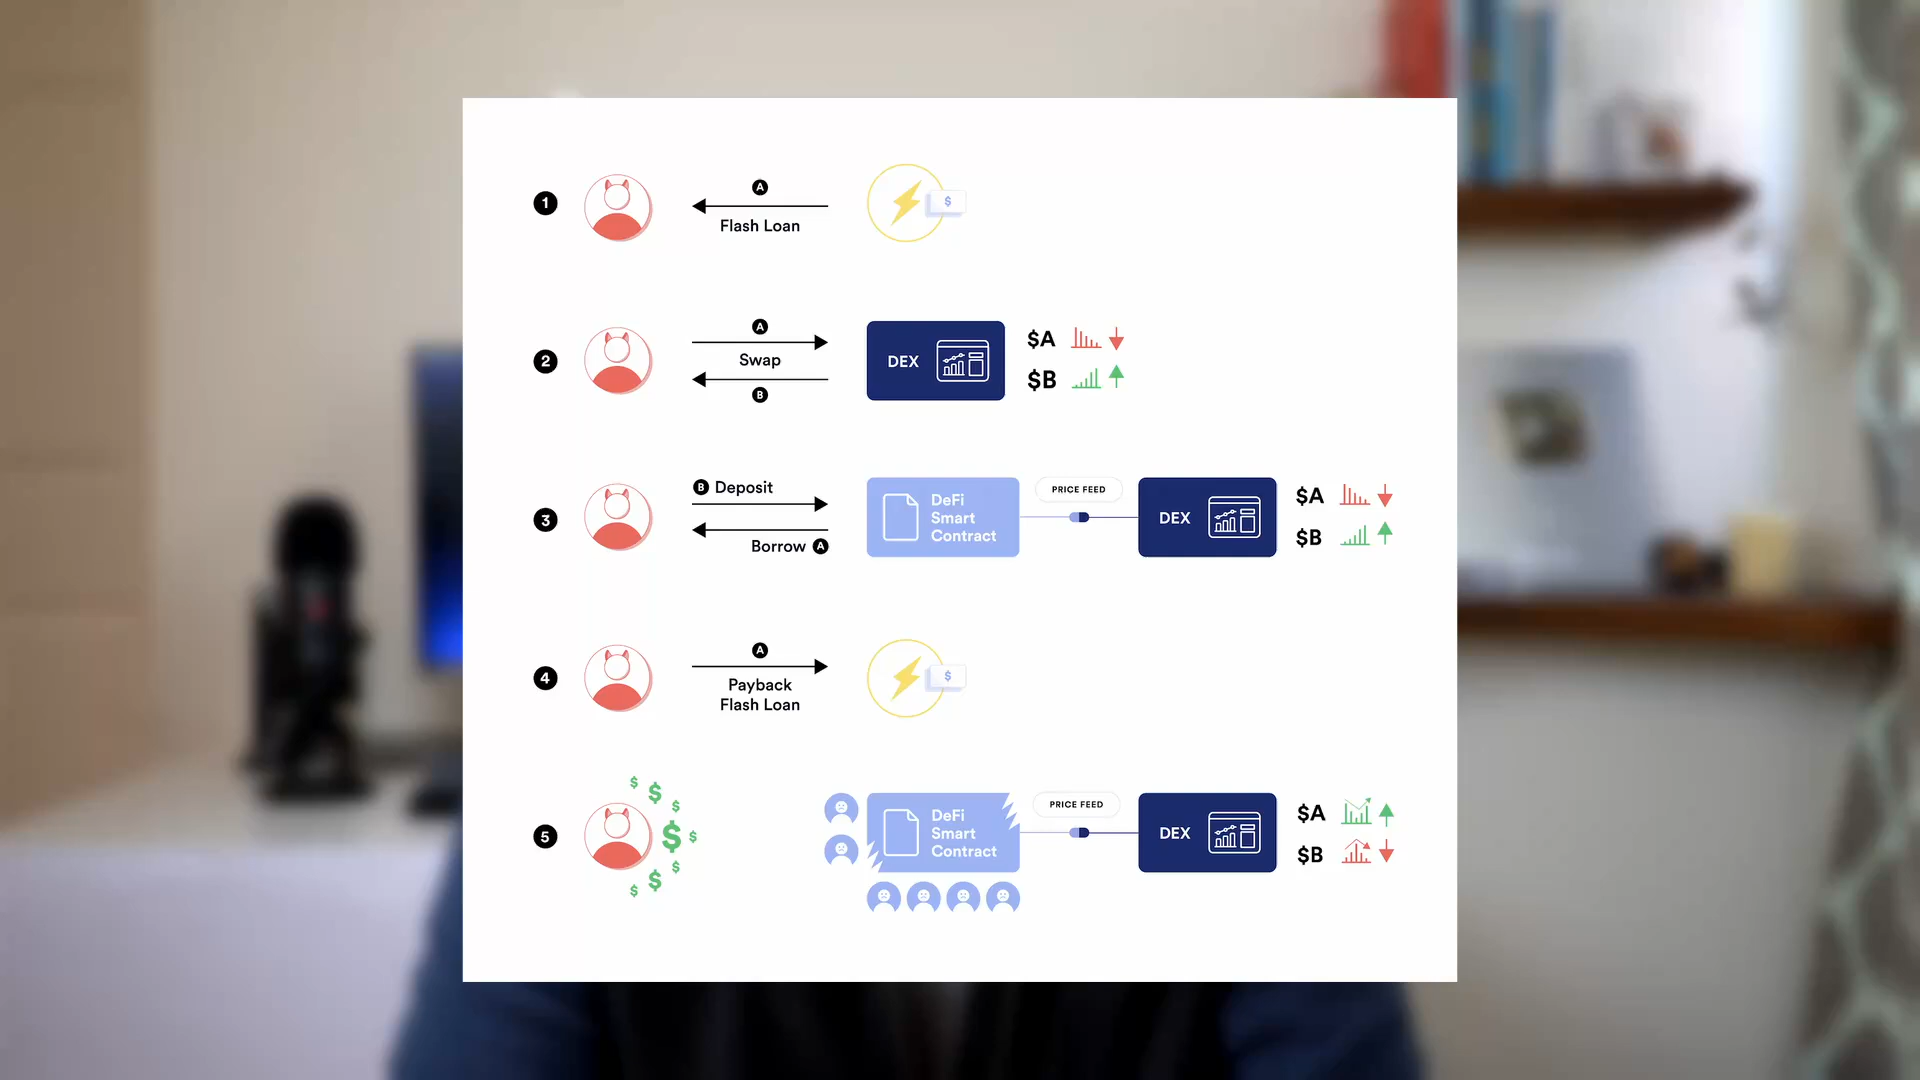 1
A
Flash Loan
$
2
A
Swap
B
DEX
$A
$B
3
B Deposit
Borrow A
DeFi
Smart
Contract
PRICE FEED
DEX
$A
$B
4
A
Payback
Flash Loan
$
5
$ $ $ $ $ $ $ $
DeFi
Smart
Contract
PRICE FEED
DEX
$A
$B